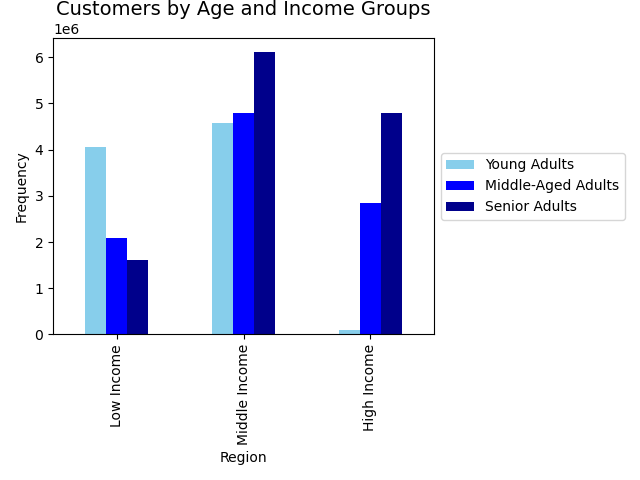 Customers by Age and Income Groups
1e6
6
5
4
3
2
1
0
Frequency
Low Income
Middle Income
High Income
Region
Young Adults
Middle-Aged Adults
Senior Adults